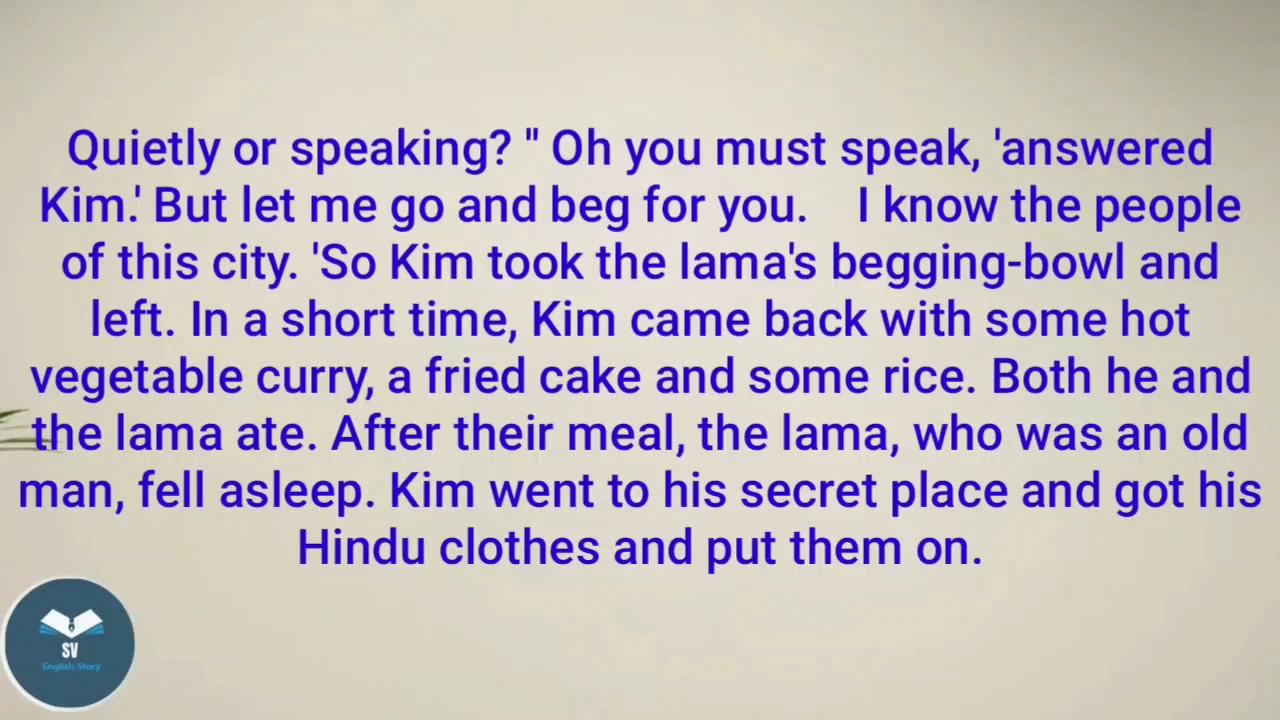 Quietly or speaking? " Oh you must speak, 'answered
Kim.' But let me go and beg for you.    I know the people
of this city. 'So Kim took the lama's begging-bowl and
left. In a short time, Kim came back with some hot
vegetable curry, a fried cake and some rice. Both he and
the lama ate. After their meal, the lama, who was an old
man, fell asleep. Kim went to his secret place and got his
Hindu clothes and put them on.
SV
English Story